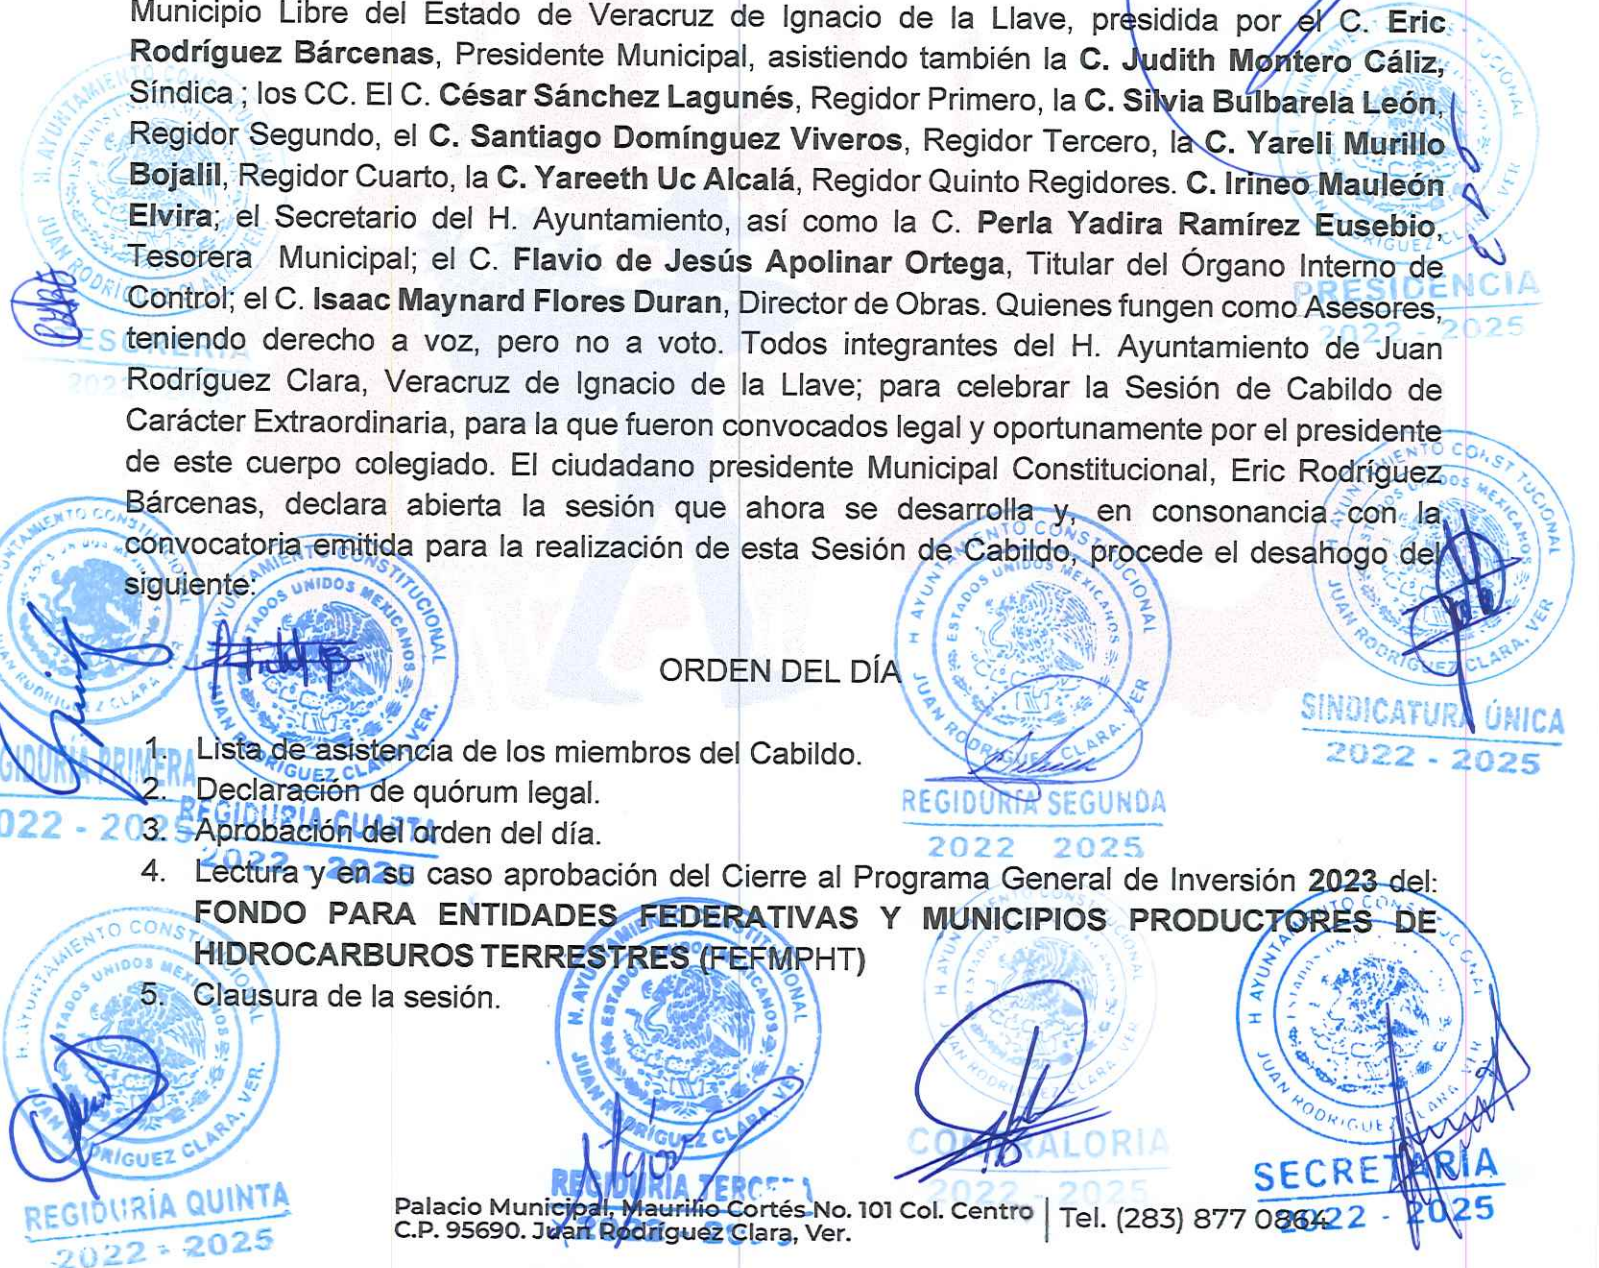 Municipio Libre del Estado de Veracruz de Ignacio de la Llave, presidida por el C. Eric
Rodríguez Bárcenas, Presidente Municipal, asistiendo también la C. Judith Montero Cáliz,
Síndica ; los CC. El C. César Sánchez Lagunés, Regidor Primero, la C. Silvia Bulbarela León,
Regidor Segundo, el C. Santiago Domínguez Viveros, Regidor Tercero, la C. Yareli Murillo
Bojalil, Regidor Cuarto, la C. Yareeth Uc Alcalá, Regidor Quinto Regidores. C. Irineo Mauleón
Elvira; el Secretario del H. Ayuntamiento, así como la C. Perla Yadira Ramírez Eusebio,
Tesorera Municipal; el C. Flavio de Jesús Apolinar Ortega, Titular del Órgano Interno de
Control; el C. Isaac Maynard Flores Duran, Director de Obras. Quienes fungen como Asesores,
teniendo derecho a voz, pero no a voto. Todos integrantes del H. Ayuntamiento de Juan
Rodríguez Clara, Veracruz de Ignacio de la Llave; para celebrar la Sesión de Cabildo de
Carácter Extraordinaria, para la que fueron convocados legal y oportunamente por el presidente
de este cuerpo colegiado. El ciudadano presidente Municipal Constitucional, Eric Rodríguez
Bárcenas, declara abierta la sesión que ahora se desarrolla y, en consonancia con la
convocatoria emitida para la realización de esta Sesión de Cabildo, procede el desahogo del
siguiente:
ORDEN DEL DÍA
1. Lista de asistencia de los miembros del Cabildo.
2. Declaración de quórum legal.
3. Aprobación del orden del día.
4. Lectura y en su caso aprobación del Cierre al Programa General de Inversión 2023 del:
FONDO PARA ENTIDADES FEDERATIVAS Y MUNICIPIOS PRODUCTORES DE
HIDROCARBUROS TERRESTRES (FEFMPHT)
5. Clausura de la sesión.
PRESIDENCIA
2022 - 2025
SINDICATURA ÚNICA
2022 - 2025
REGIDURÍA SEGUNDA
2022 2025
REGIDURÍA CUARTA
2022 - 2025
REGIDURÍA QUINTA
2022 - 2025
REGIDURÍA
CONTRALORIA
2022 - 2025
SECRETARÍA
2025
Palacio Municipal, Maurilio Cortés No. 101 Col. Centro
C.P. 95690. Juan Rodríguez Clara, Ver.
Tel. (283) 877 0864